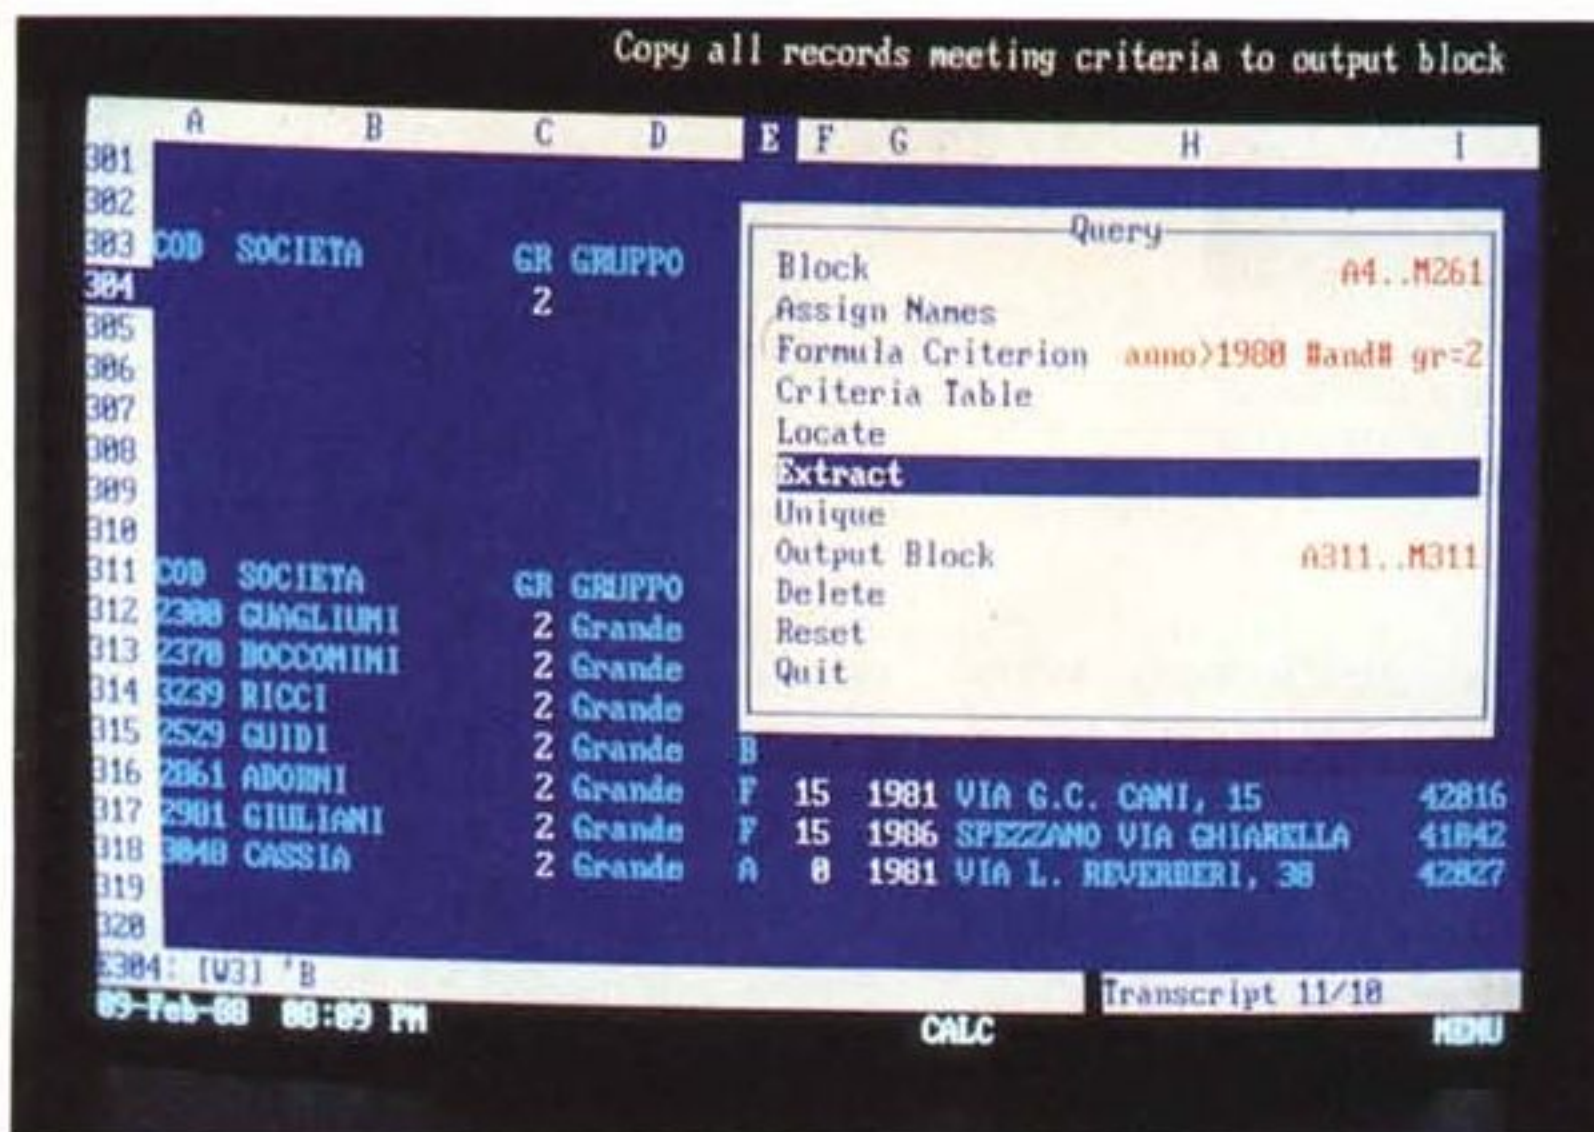 Copy all records meeting criteria to output block
A B C D E F G H I
301
302
303 COD SOCIETA GR GRUPPO
304 2
305
306
307
308
309
310
311 COD SOCIETA GR GRUPPO
312 2300 GUAGLIUMI 2 Grande
313 2370 BOCCOMINI 2 Grande
314 3239 RICCI 2 Grande
315 2529 GUIDI 2 Grande B
316 2861 ADORNI 2 Grande F 15 1981 VIA G.C. CANI, 15 42016
317 2901 GIULIANI 2 Grande F 15 1986 SPEZZANO VIA GHIARELLA 41042
318 3040 CASSIA 2 Grande A 0 1981 VIA L. REVERBERI, 38 42027
319
320
Query
Block A4..M261
Assign Names
Formula Criterion anno>1980 #and# gr=2
Criteria Table
Locate
Extract
Unique
Output Block A311..M311
Delete
Reset
Quit
E304: [W3] 'B
Transcript 11/10
09-Feb-88 08:09 PM CALC MENU